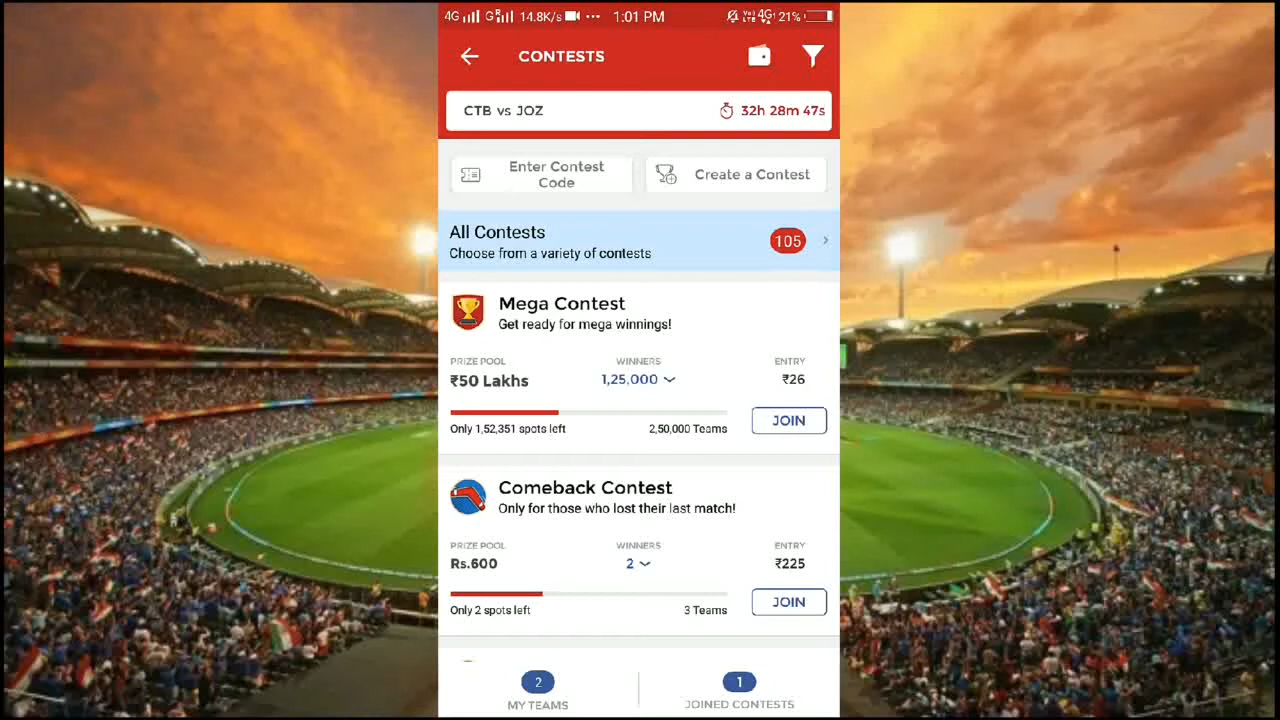 4G 14.8K/s ••• 1:01 PM 4G 21%
CONTESTS
CTB vs JOZ 32h 28m 47s
Enter Contest
Code
Create a Contest
All Contests
Choose from a variety of contests
105
Mega Contest
Get ready for mega winnings!
PRIZE POOL WINNERS ENTRY
₹50 Lakhs 1,25,000 ₹26
Only 1,52,351 spots left 2,50,000 Teams JOIN
Comeback Contest
Only for those who lost their last match!
PRIZE POOL WINNERS ENTRY
Rs.600 2 ₹225
Only 2 spots left 3 Teams JOIN
2 1
MY TEAMS JOINED CONTESTS